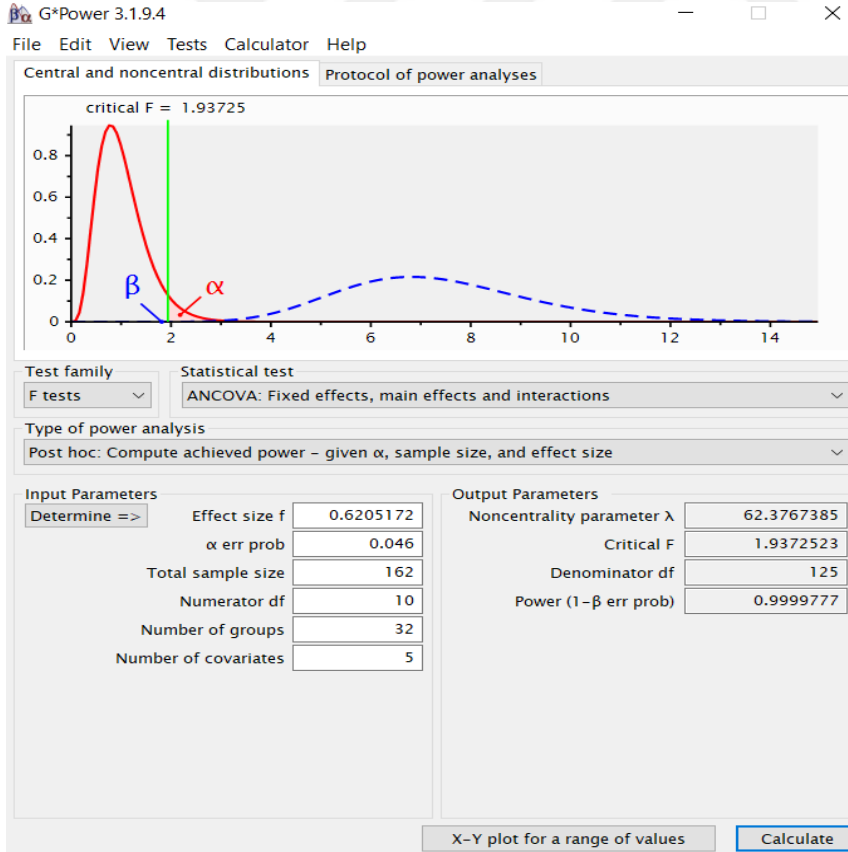 G*Power 3.1.9.4
File Edit View Tests Calculator Help
Central and noncentral distributions Protocol of power analyses
critical F = 1.93725
0.8
0.6
0.4
0.2
0
β
α
0 2 4 6 8 10 12 14
Test family Statistical test
F tests ANCOVA: Fixed effects, main effects and interactions
Type of power analysis
Post hoc: Compute achieved power – given α, sample size, and effect size
Input Parameters Output Parameters
Determine => Effect size f 0.6205172 Noncentrality parameter λ 62.3767385
α err prob 0.046 Critical F 1.9372523
Total sample size 162 Denominator df 125
Numerator df 10 Power (1-β err prob) 0.9999777
Number of groups 32
Number of covariates 5
X-Y plot for a range of values Calculate